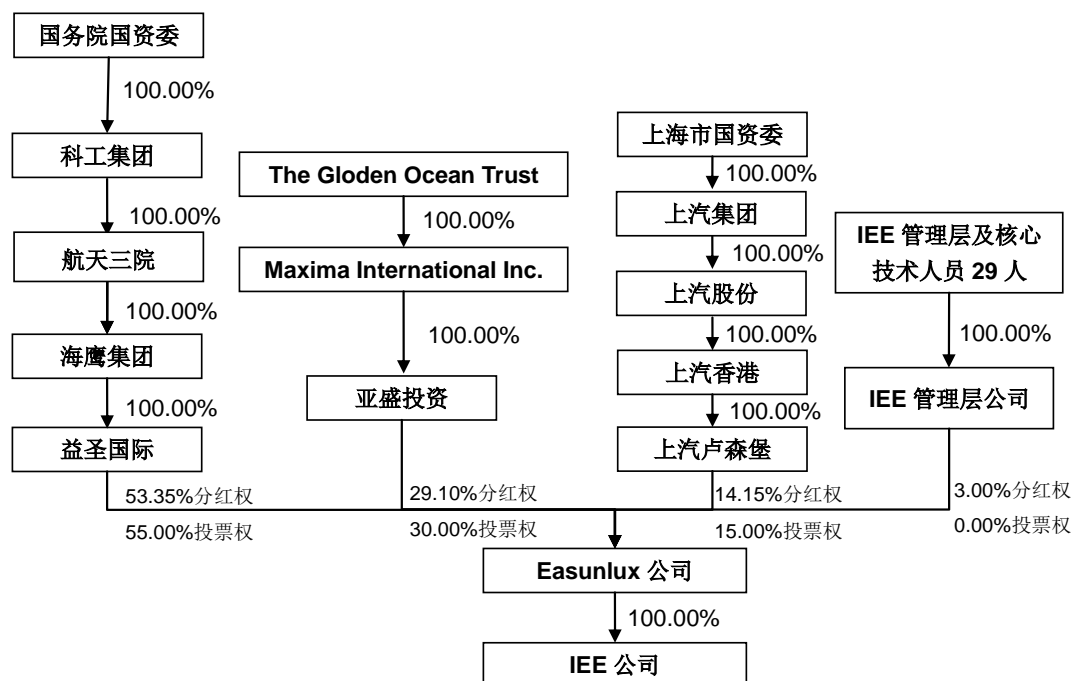 国务院国资委
100.00%
科工集团
100.00%
航天三院
100.00%
海鹰集团
100.00%
益圣国际
53.35%分红权
55.00%投票权
The Gloden Ocean Trust
100.00%
Maxima International Inc.
100.00%
亚盛投资
29.10%分红权
30.00%投票权
上海市国资委
100.00%
上汽集团
100.00%
上汽股份
100.00%
上汽香港
100.00%
上汽卢森堡
14.15%分红权
15.00%投票权
IEE 管理层及核心
技术人员 29 人
100.00%
IEE 管理层公司
3.00%分红权
0.00%投票权
Easunlux 公司
100.00%
IEE 公司